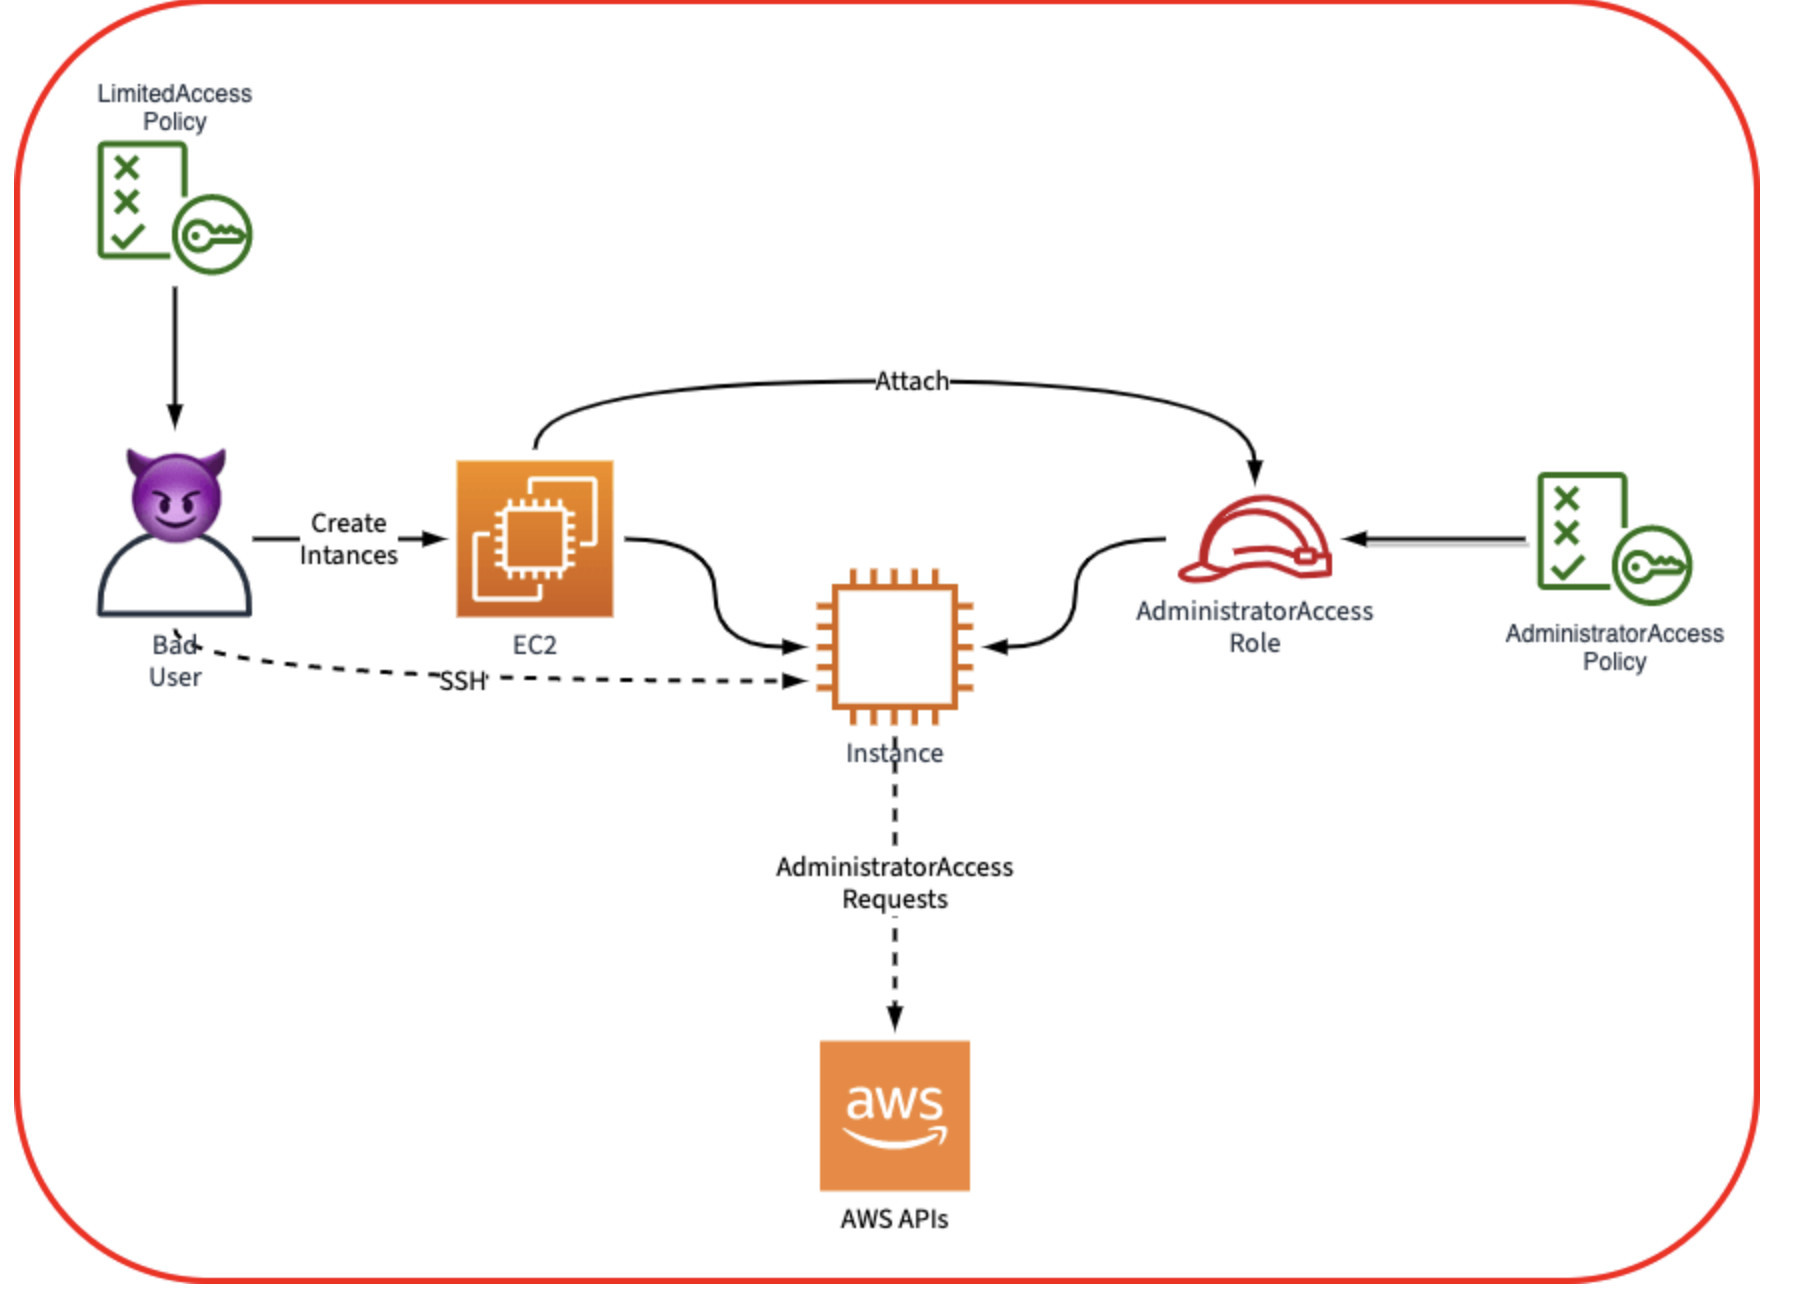 LimitedAccess
Policy
Attach
Create
Intances
Bad
User
EC2
SSH
Instance
AdministratorAccess
Role
AdministratorAccess
Policy
AdministratorAccess
Requests
aws
AWS APIs